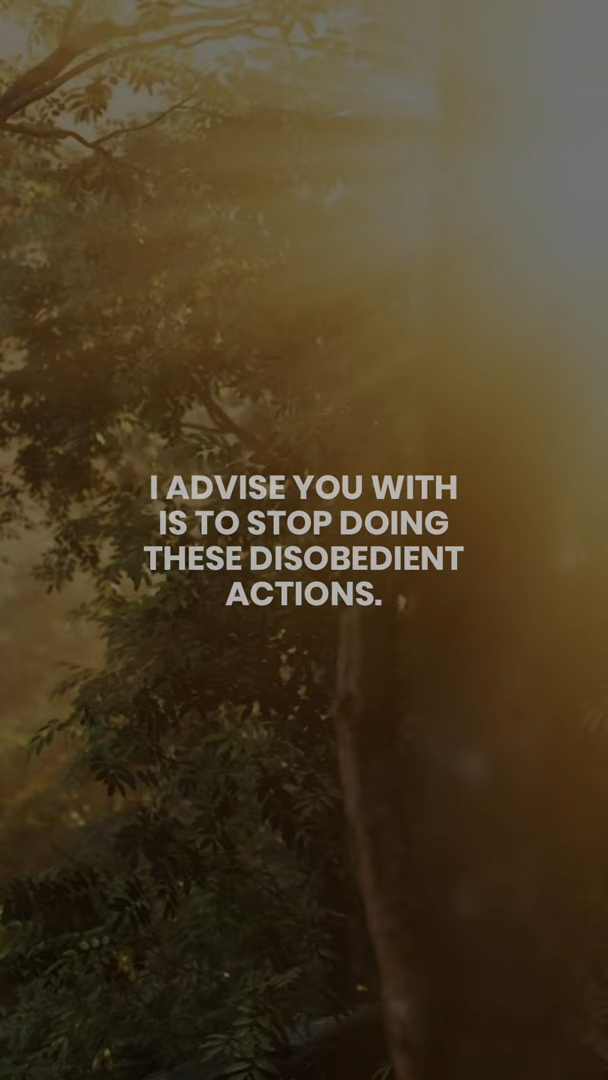 I ADVISE YOU WITH
IS TO STOP DOING
THESE DISOBEDIENT
ACTIONS.